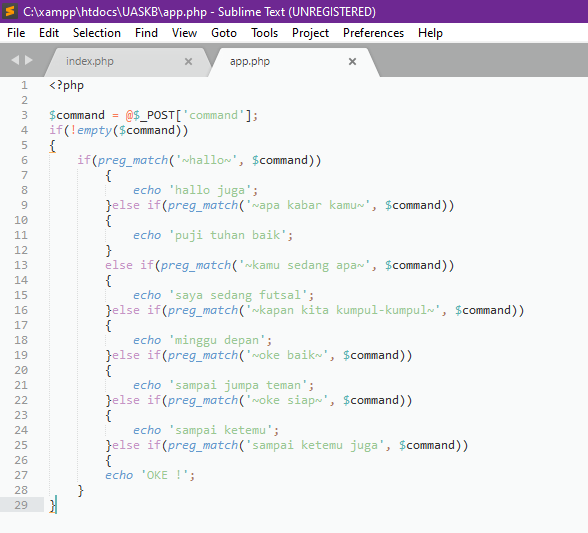 C:\xampp\htdocs\UASKB\app.php - Sublime Text (UNREGISTERED)
File Edit Selection Find View Goto Tools Project Preferences Help
index.php × app.php ×
1 <?php
2
3 $command = @$_POST['command'];
4 if(!empty($command))
5 {
6 if(preg_match('~hallo~', $command))
7 {
8 echo 'hallo juga';
9 }else if(preg_match('~apa kabar kamu~', $command))
10 {
11 echo 'puji tuhan baik';
12 }
13 else if(preg_match('~kamu sedang apa~', $command))
14 {
15 echo 'saya sedang futsal';
16 }else if(preg_match('~kapan kita kumpul-kumpul~', $command))
17 {
18 echo 'minggu depan';
19 }else if(preg_match('~oke baik~', $command))
20 {
21 echo 'sampai jumpa teman';
22 }else if(preg_match('~oke siap~', $command))
23 {
24 echo 'sampai ketemu';
25 }else if(preg_match('sampai ketemu juga', $command))
26 {
27 echo 'OKE !';
28 }
29 }